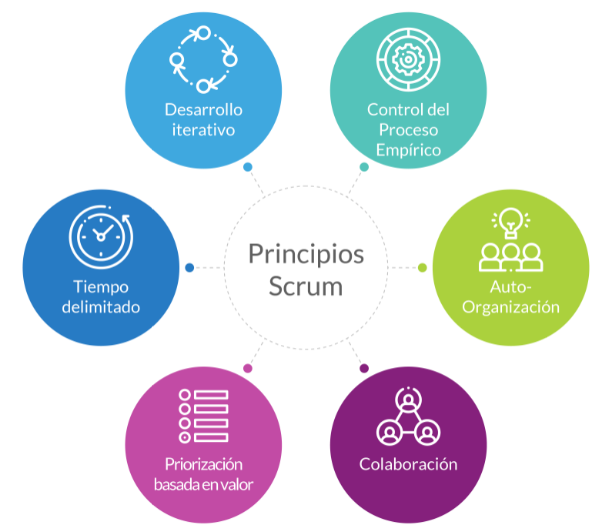 Desarrollo
iterativo
Control del
Proceso
Empírico
Tiempo
delimitado
Principios
Scrum
Auto-
Organización
Priorización
basada en valor
Colaboración